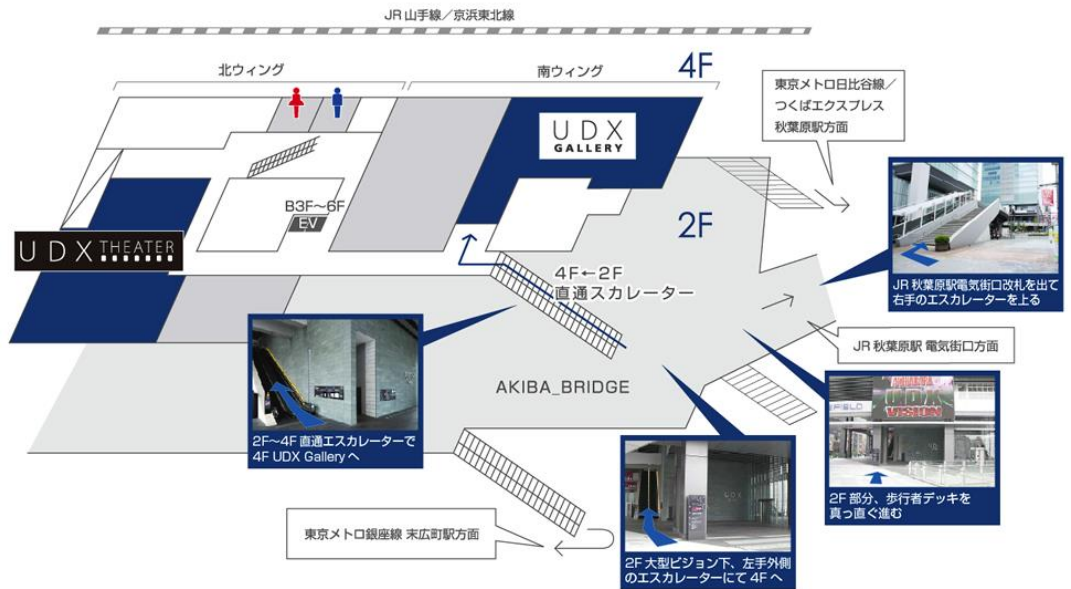 JR 山手線／京浜東北線
北ウィング
南ウィング
4F
東京メトロ日比谷線／
つくばエクスプレス
秋葉原駅方面
UDX
GALLERY
B3F～6F
EV
2F
UDX THEATER
4F←2F
直通スカレーター
JR 秋葉原駅電気街口改札を出て
右手のエスカレーターを上る
JR 秋葉原駅 電気街口方面
AKIBA_BRIDGE
2F～4F 直通エスカレーターで
4F UDX Gallery へ
UDX
VISION
2F 部分、歩行者デッキを
真っ直ぐ進む
東京メトロ銀座線 末広町駅方面
2F 大型ビジョン下、左手外側
のエスカレーターにて 4F へ